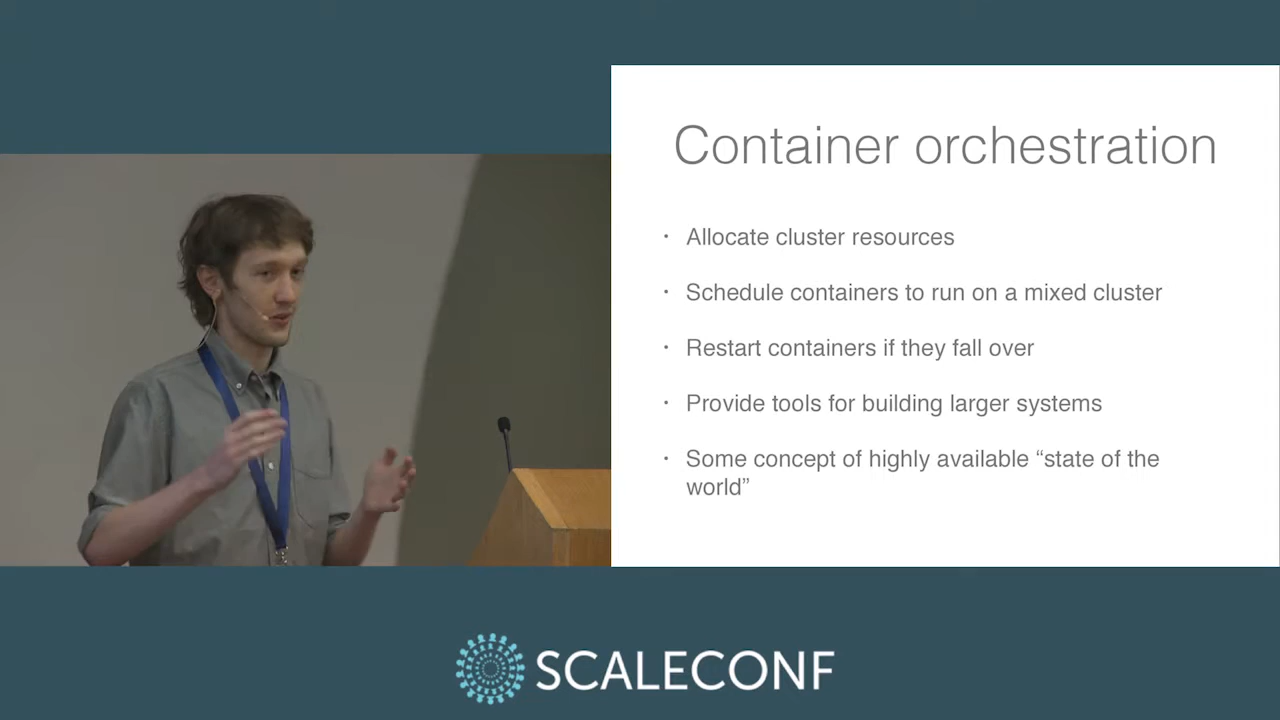 Container orchestration
• Allocate cluster resources
• Schedule containers to run on a mixed cluster
• Restart containers if they fall over
• Provide tools for building larger systems
• Some concept of highly available “state of the
world”
SCALECONF